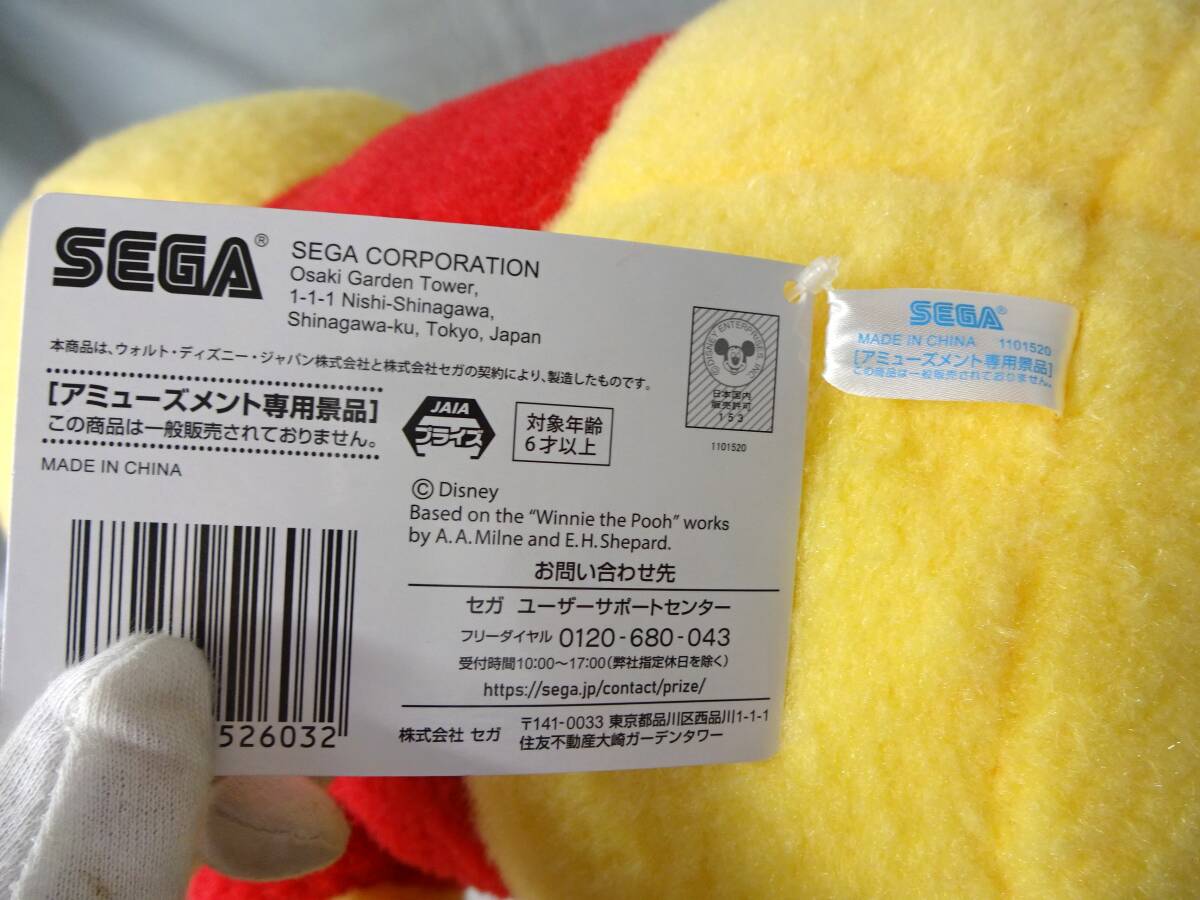 SEGA®
SEGA CORPORATION
Osaki Garden Tower,
1-1-1 Nishi-Shinagawa,
Shinagawa-ku, Tokyo, Japan
本商品は、ウォルト・ディズニー・ジャパン株式会社と株式会社セガの契約により、製造したものです。
[アミューズメント専用景品]
この商品は一般販売されておりません。
MADE IN CHINA
JAIA
プライズ
対象年齢
6才以上
©DISNEY ENTERPRISES, INC.
日本国内
販売許可
153
1101520
© Disney
Based on the “Winnie the Pooh” works
by A.A.Milne and E.H.Shepard.
お問い合わせ先
セガ ユーザーサポートセンター
フリーダイヤル 0120-680-043
受付時間10:00～17:00(弊社指定休日を除く)
https://sega.jp/contact/prize/
株式会社 セガ
〒141-0033 東京都品川区西品川1-1-1
住友不動産大崎ガーデンタワー
526032
SEGA®
MADE IN CHINA 1101520
[アミューズメント専用景品]
この商品は一般販売されておりません。